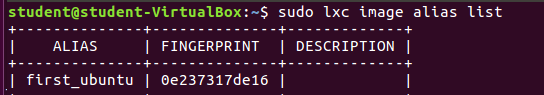 student@student-VirtualBox:~$ sudo lxc image alias list
+--------------+--------------+-------------+
|    ALIAS     | FINGERPRINT  | DESCRIPTION |
+--------------+--------------+-------------+
| first_ubuntu | 0e237317de16 |             |